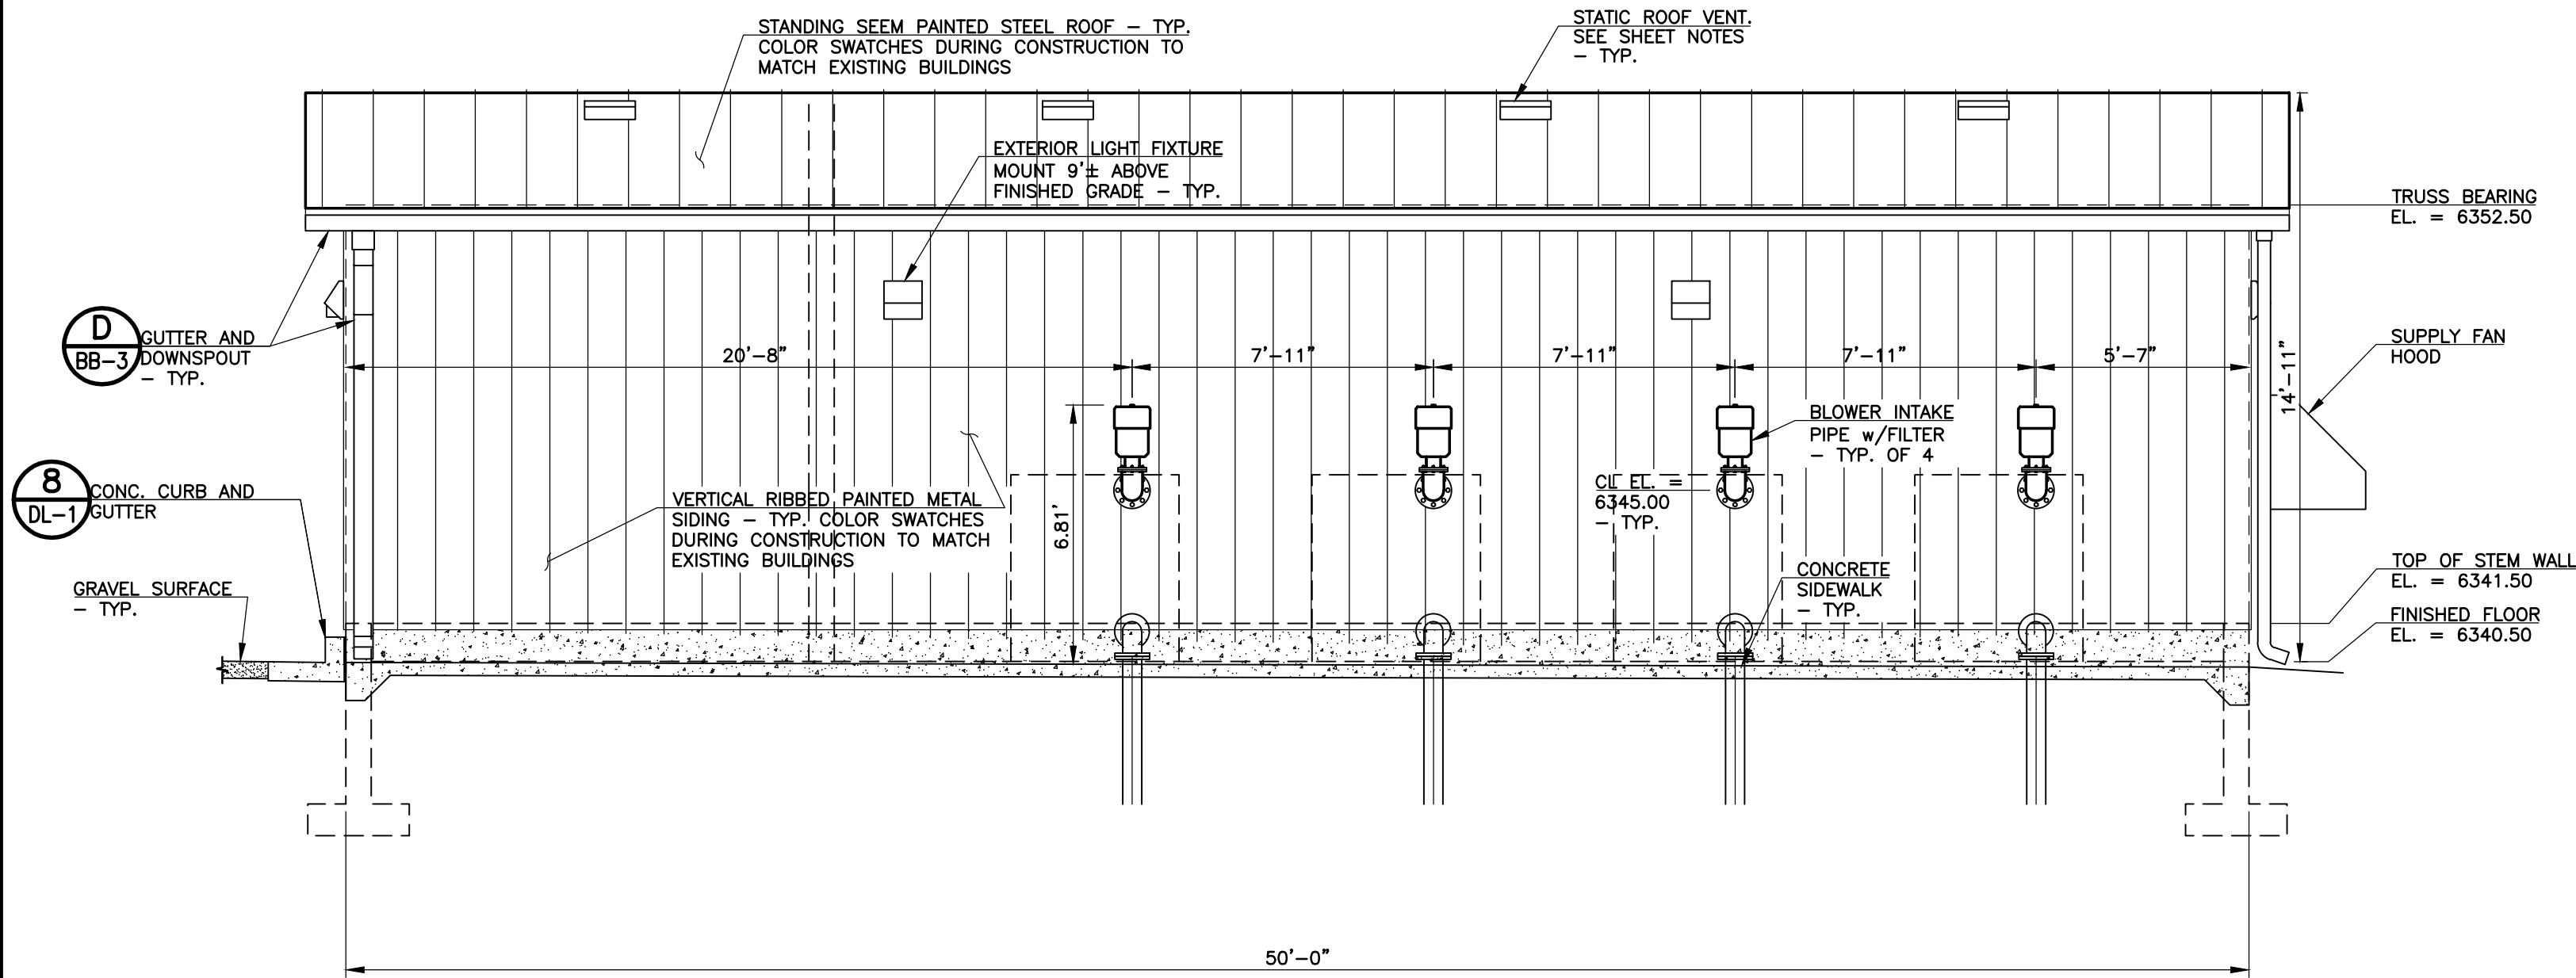 STANDING SEEM PAINTED STEEL ROOF – TYP.
COLOR SWATCHES DURING CONSTRUCTION TO
MATCH EXISTING BUILDINGS
STATIC ROOF VENT.
SEE SHEET NOTES
– TYP.
EXTERIOR LIGHT FIXTURE
MOUNT 9'± ABOVE
FINISHED GRADE – TYP.
TRUSS BEARING
EL. = 6352.50
D
BB–3
GUTTER AND
DOWNSPOUT
– TYP.
20'–8"
7'–11"
7'–11"
7'–11"
5'–7"
14'–11"
SUPPLY FAN
HOOD
BLOWER INTAKE
PIPE w/FILTER
– TYP. OF 4
8
DL–1
CONC. CURB AND
GUTTER
VERTICAL RIBBED PAINTED METAL
SIDING – TYP. COLOR SWATCHES
DURING CONSTRUCTION TO MATCH
EXISTING BUILDINGS
6.81'
CL EL. =
6345.00
– TYP.
GRAVEL SURFACE
– TYP.
CONCRETE
SIDEWALK
– TYP.
TOP OF STEM WALL
EL. = 6341.50
FINISHED FLOOR
EL. = 6340.50
50'–0"